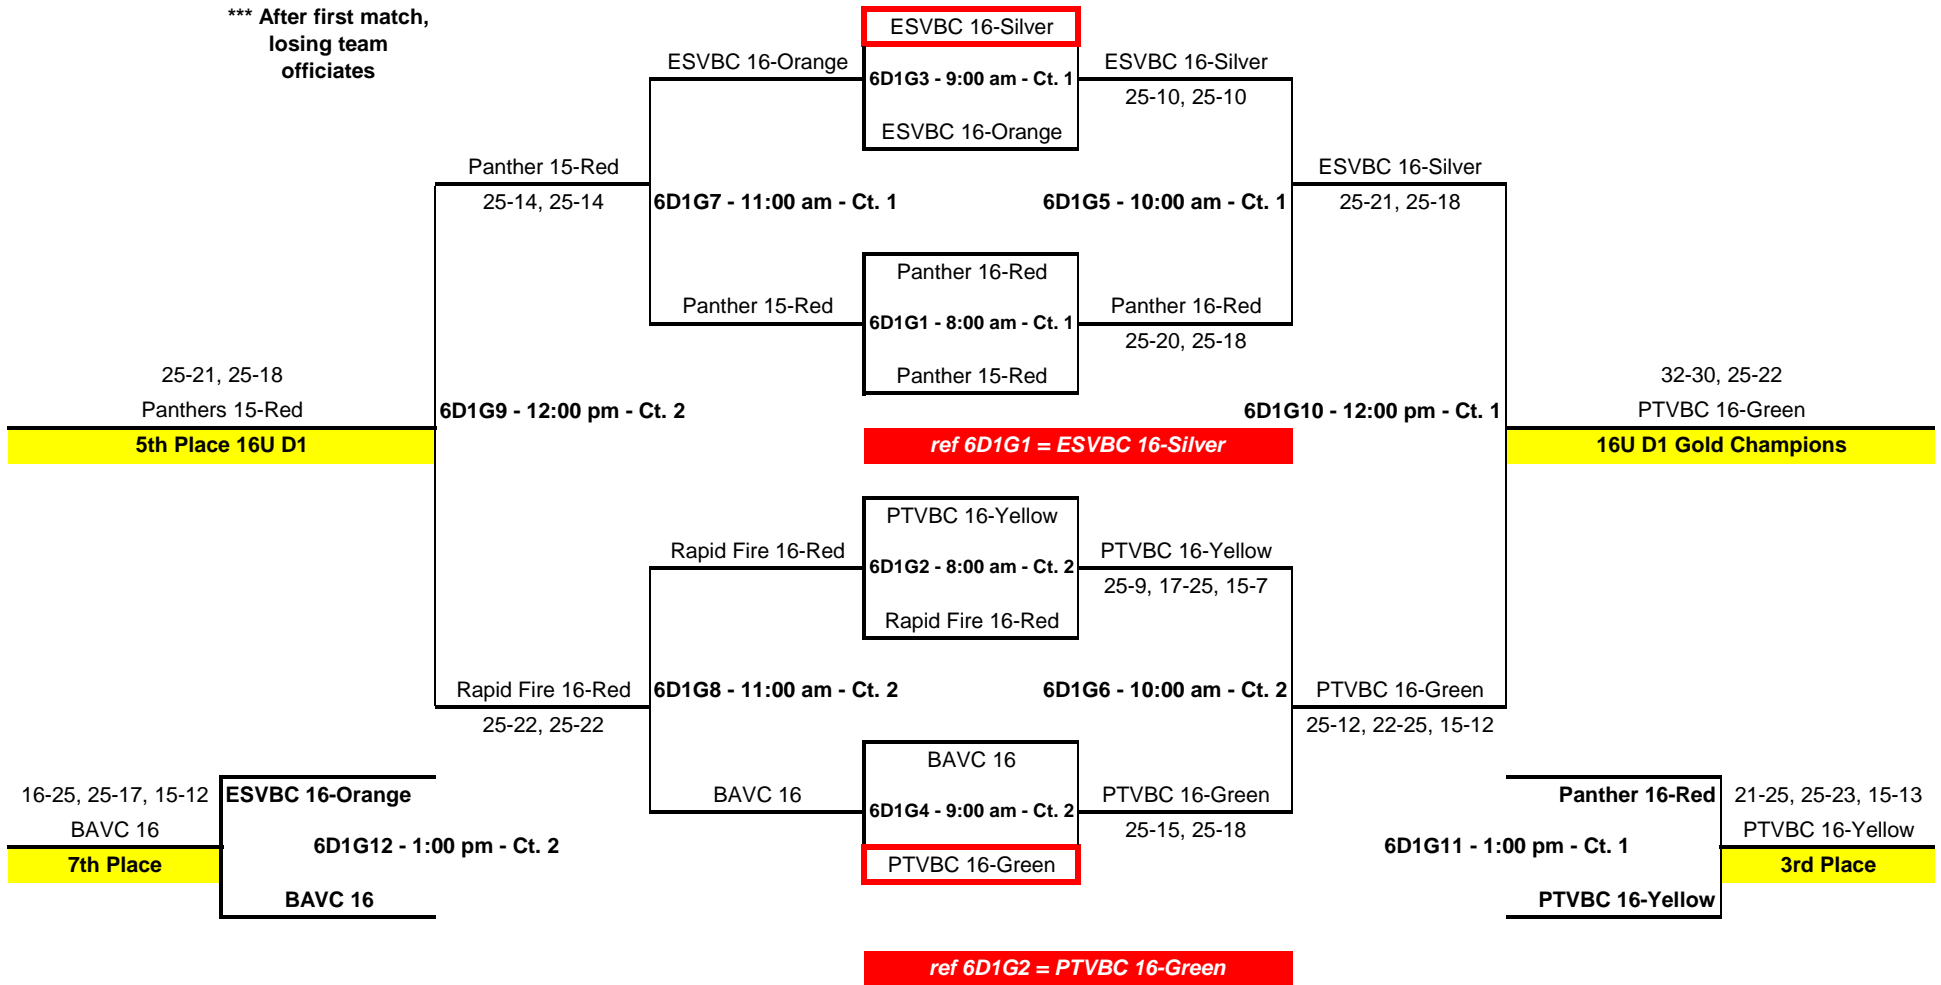 *** After first match,
losing team
officiates
ESVBC 16-Silver
ESVBC 16-Orange
6D1G3 - 9:00 am - Ct. 1
ESVBC 16-Silver
25-10, 25-10
ESVBC 16-Orange
Panther 15-Red
25-14, 25-14
6D1G7 - 11:00 am - Ct. 1
6D1G5 - 10:00 am - Ct. 1
ESVBC 16-Silver
25-21, 25-18
Panther 16-Red
Panther 15-Red
6D1G1 - 8:00 am - Ct. 1
Panther 16-Red
25-20, 25-18
Panther 15-Red
25-21, 25-18
Panthers 15-Red
5th Place 16U D1
6D1G9 - 12:00 pm - Ct. 2
ref 6D1G1 = ESVBC 16-Silver
6D1G10 - 12:00 pm - Ct. 1
32-30, 25-22
PTVBC 16-Green
16U D1 Gold Champions
PTVBC 16-Yellow
Rapid Fire 16-Red
6D1G2 - 8:00 am - Ct. 2
PTVBC 16-Yellow
25-9, 17-25, 15-7
Rapid Fire 16-Red
Rapid Fire 16-Red
25-22, 25-22
6D1G8 - 11:00 am - Ct. 2
6D1G6 - 10:00 am - Ct. 2
PTVBC 16-Green
25-12, 22-25, 15-12
BAVC 16
BAVC 16
6D1G4 - 9:00 am - Ct. 2
PTVBC 16-Green
25-15, 25-18
PTVBC 16-Green
16-25, 25-17, 15-12
BAVC 16
7th Place
ESVBC 16-Orange
6D1G12 - 1:00 pm - Ct. 2
BAVC 16
Panther 16-Red
6D1G11 - 1:00 pm - Ct. 1
PTVBC 16-Yellow
21-25, 25-23, 15-13
PTVBC 16-Yellow
3rd Place
ref 6D1G2 = PTVBC 16-Green